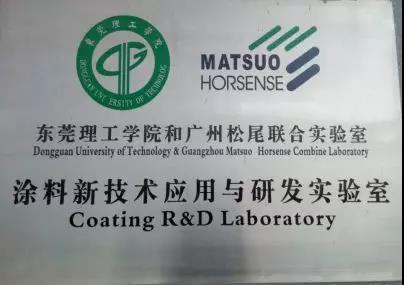 東莞理工学院
DONGGUAN UNIVERSITY OF TECHNOLOGY
MATSUO
HORSENSE
东莞理工学院和广州松尾联合实验室
Dongguan University of Technology & Guangzhou Matsuo Horsense Combine Laboratory
涂料新技术应用与研发实验室
Coating R&D Laboratory